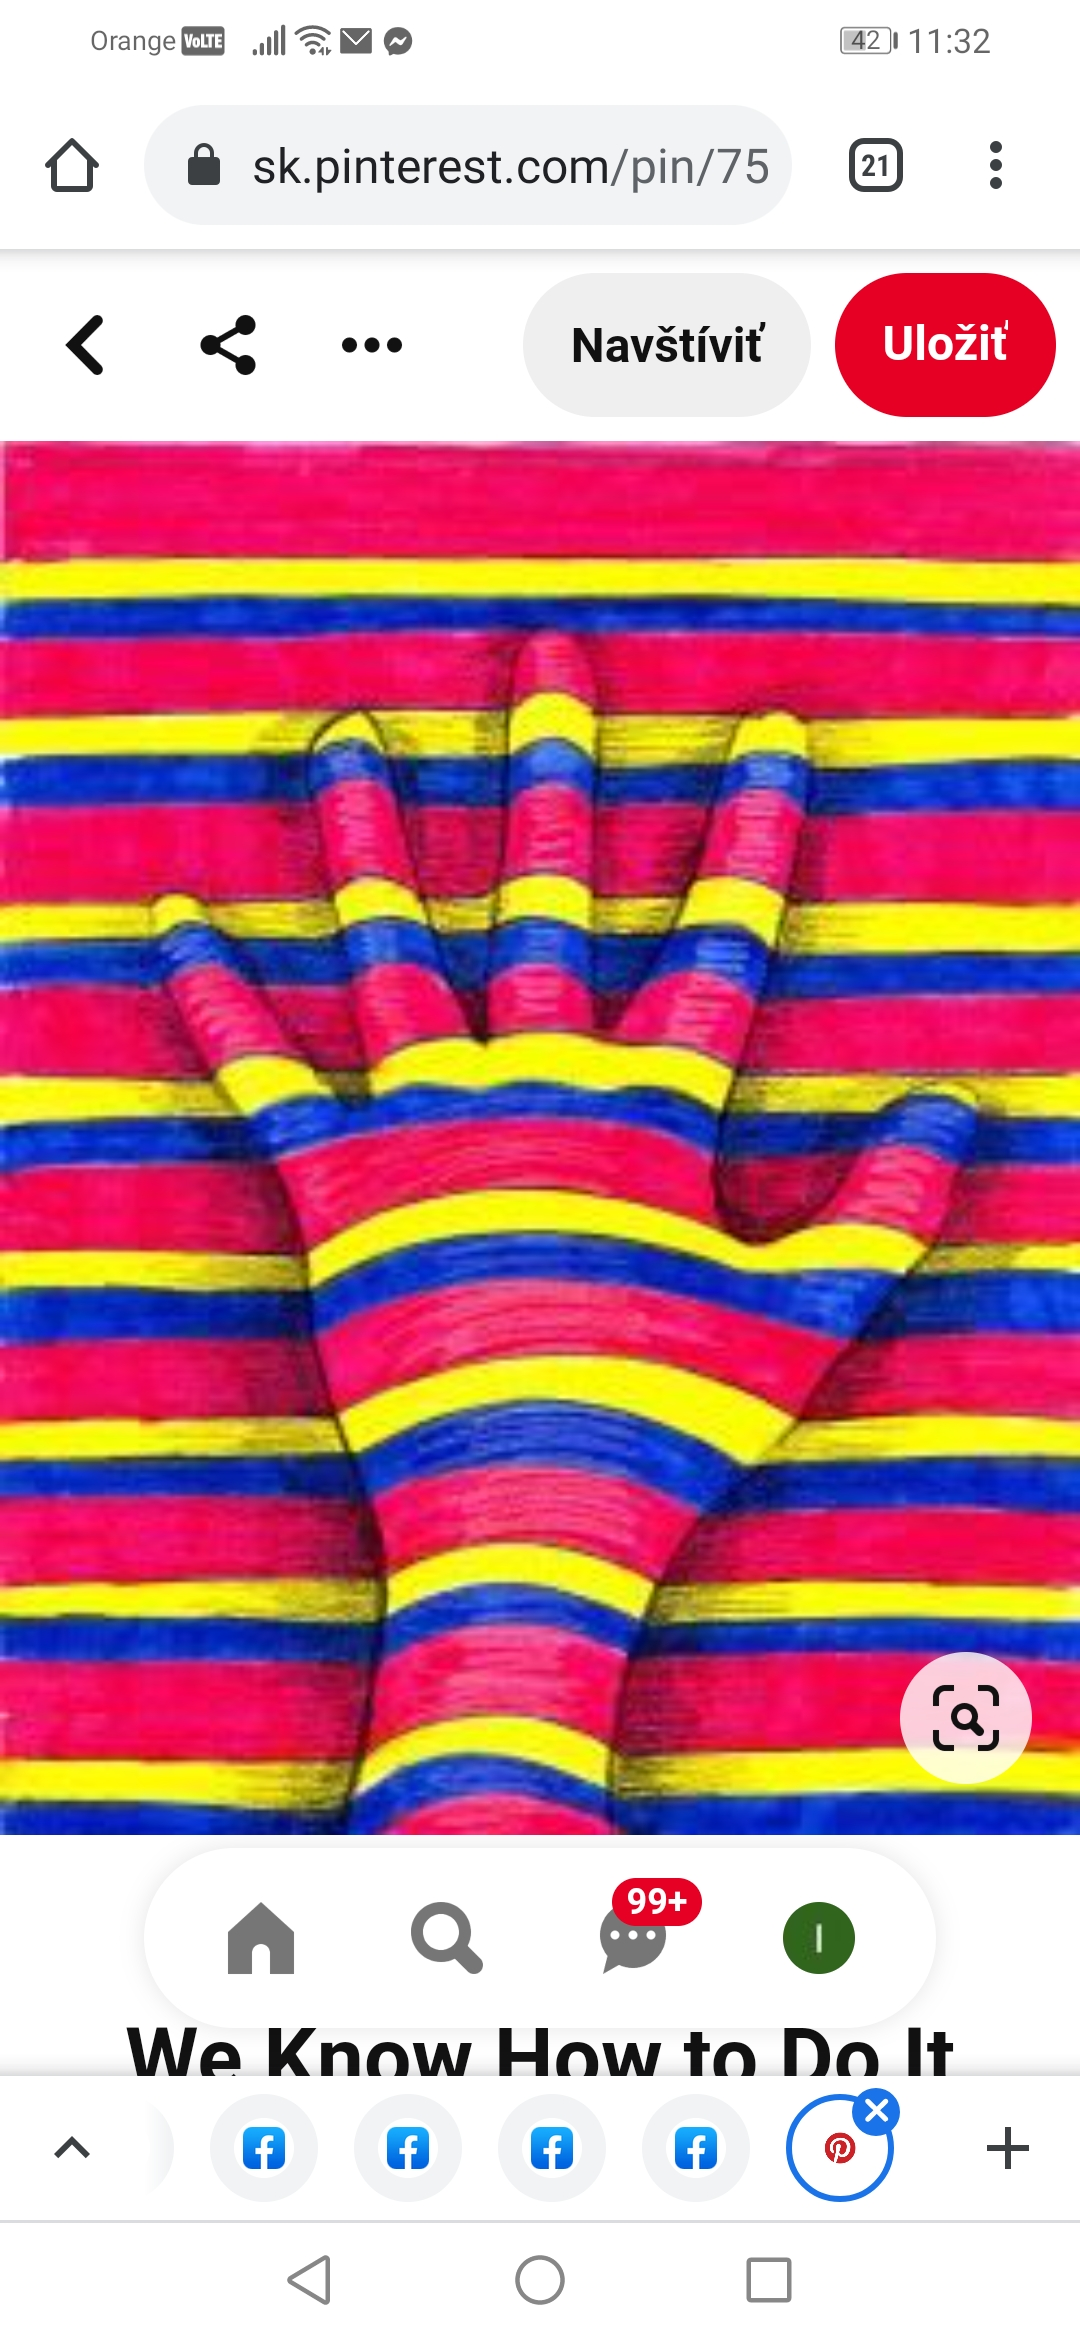 Orange VoLTE 42 11:32
sk.pinterest.com/pin/75 21
Navštíviť Uložiť
99+
I
We Know How to Do It